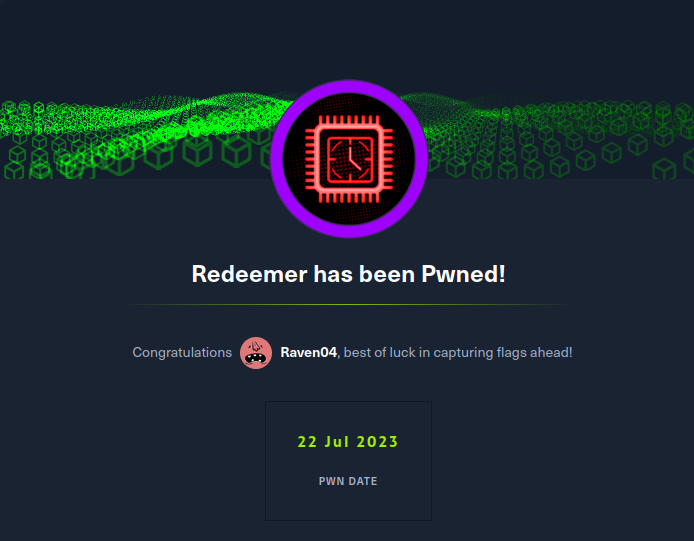 Redeemer has been Pwned!
Congratulations Raven04, best of luck in capturing flags ahead!
22 Jul 2023
PWN DATE